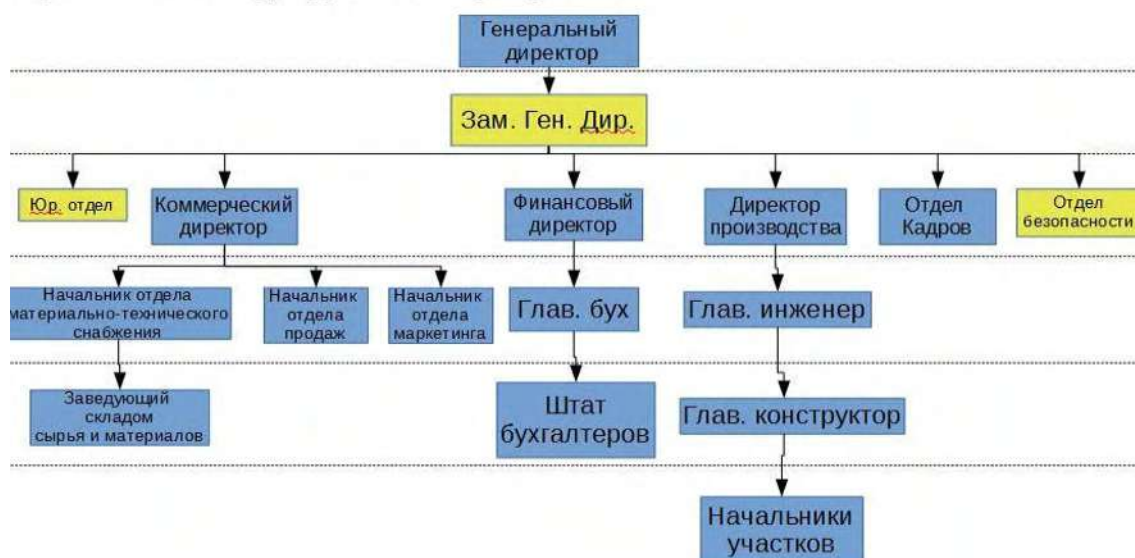 Генеральный
директор
Зам. Ген. Дир.
Юр. отдел
Коммерческий
директор
Финансовый
директор
Директор
производства
Отдел
Кадров
Отдел
безопасности
Начальник отдела
материально-технического
снабжения
Начальник
отдела
продаж
Начальник
отдела
маркетинга
Глав. бух
Глав. инженер
Заведующий
складом
сырья и материалов
Штат
бухгалтеров
Глав. конструктор
Начальники
участков